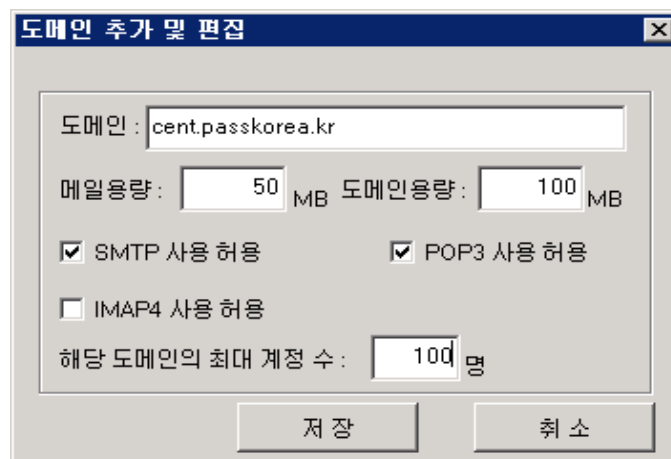 도메인 추가 및 편집
도메인 : cent.passkorea.kr
메일용량 : 50 MB 도메인용량 : 100 MB
SMTP 사용 허용 POP3 사용 허용
IMAP4 사용 허용
해당 도메인의 최대 계정 수 : 100 명
저 장 취 소